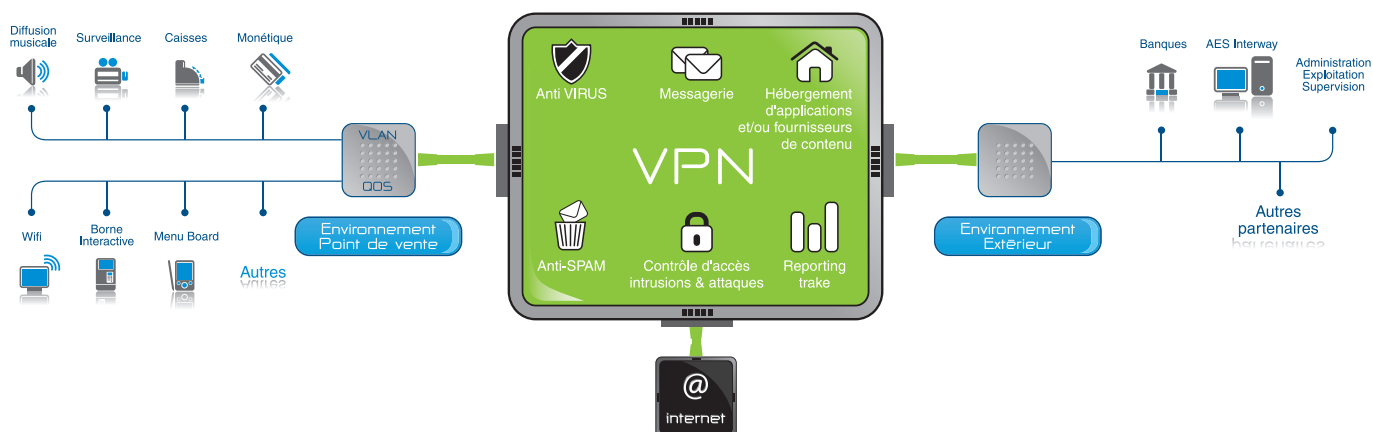 Diffusion
musicale
Surveillance
Caisses
Monétique
VLAN
QOS
Wifi
Borne
Interactive
Menu Board
Autres
Environnement
Point de vente
Anti VIRUS
Messagerie
Hébergement
d'applications
et/ou fournisseurs
de contenu
VPN
Anti-SPAM
Contrôle d'accès
intrusions & attaques
Reporting
trake
@
internet
Environnement
Extérieur
Banques
AES Interway
Administration
Exploitation
Supervision
Autres
partenaires